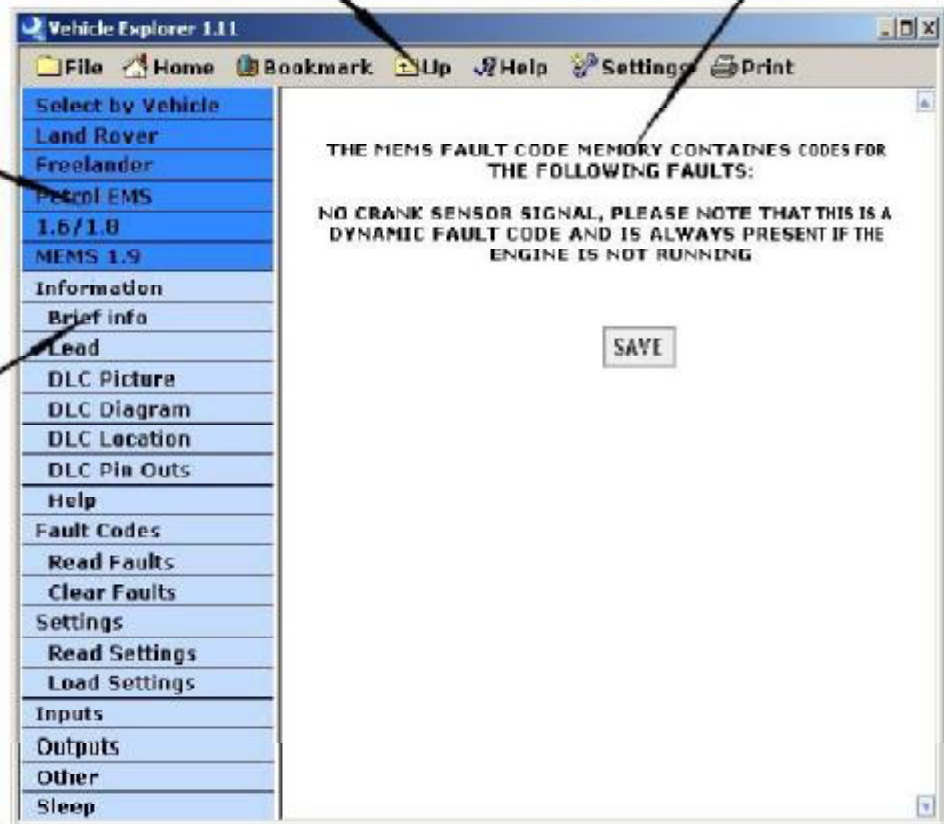 Vehicle Explorer 1.11
File Home Bookmark Up Help Settings Print
Select by Vehicle
Land Rover
Freelander
Petrol EMS
1.6/1.8
MEMS 1.9
Information
Brief info
Lead
DLC Picture
DLC Diagram
DLC Location
DLC Pin Outs
Help
Fault Codes
Read Faults
Clear Faults
Settings
Read Settings
Load Settings
Inputs
Outputs
Other
Sleep
THE MEMS FAULT CODE MEMORY CONTAINES CODES FOR
THE FOLLOWING FAULTS:
NO CRANK SENSOR SIGNAL, PLEASE NOTE THAT THIS IS A
DYNAMIC FAULT CODE AND IS ALWAYS PRESENT IF THE
ENGINE IS NOT RUNNING
SAVE